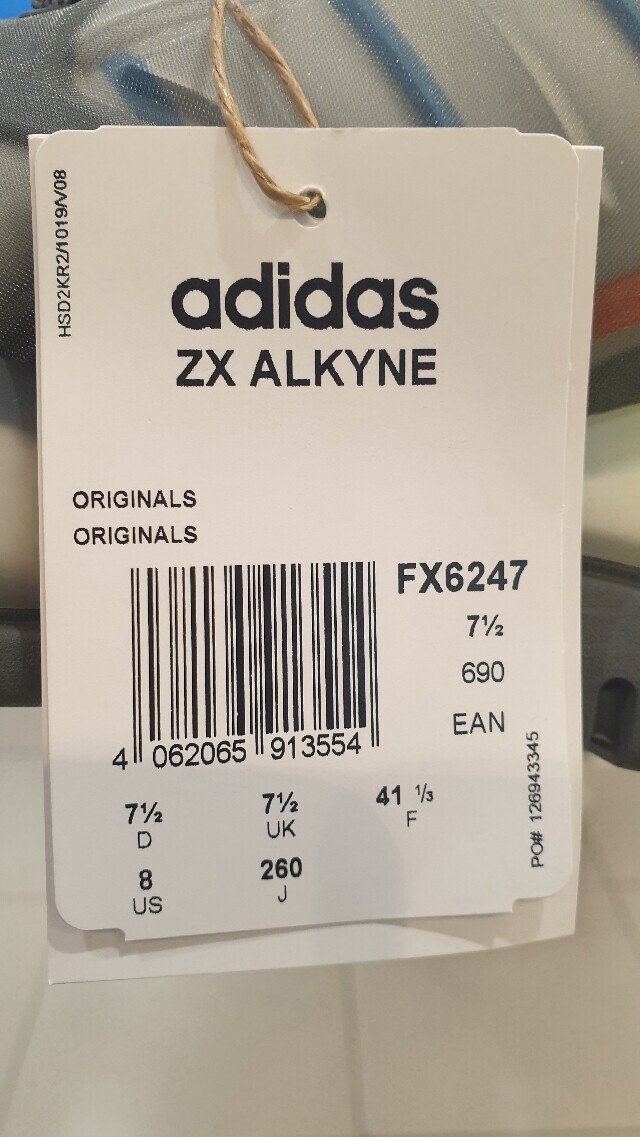 HSD2KR2/1019/V/08
adidas
ZX ALKYNE
ORIGINALS
ORIGINALS
FX6247
7½
690
EAN
4 062065 913554
7½ 7½ 41 ⅓
D UK F
8 260
US J
PO# 126943345